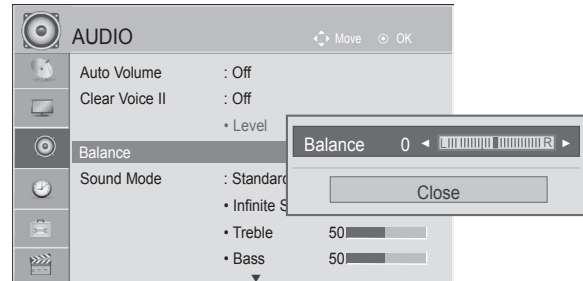 AUDIO
Move OK
Auto Volume : Off
Clear Voice II : Off
• Level
Balance
Balance 0 L R
Sound Mode : Standard
Close
• Infinite S
• Treble 50
• Bass 50